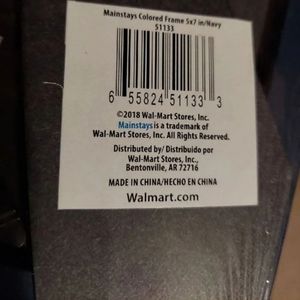 Mainstays Colored Frame 5x7 in/Navy
51133
6 55824 51133 3
©2018 Wal-Mart Stores, Inc.
Mainstays is a trademark of
Wal-Mart Stores, Inc. All Rights Reserved.
Distributed by/ Distribuido por
Wal-Mart Stores, Inc.,
Bentonville, AR 72716
MADE IN CHINA/HECHO EN CHINA
Walmart.com